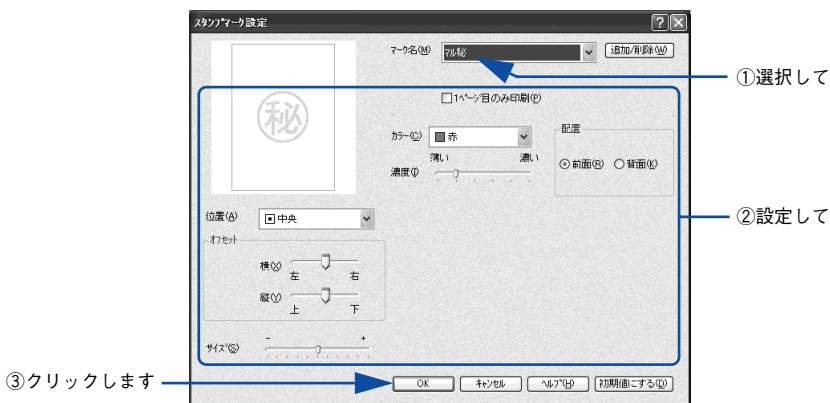 スタンプマーク設定
マーク名(M) マル秘 追加/削除(W)
①選択して
1ページ目のみ印刷(P)
秘
カラー(C) 赤
配置
薄い 濃い
濃度(I)
前面(R) 背面(K)
位置(A) 中央
②設定して
オフセット
横(X)
左 右
縦(Y)
上 下
サイズ(S) - +
③クリックします
OK キャンセル ヘルプ(H) 初期値にする(D)